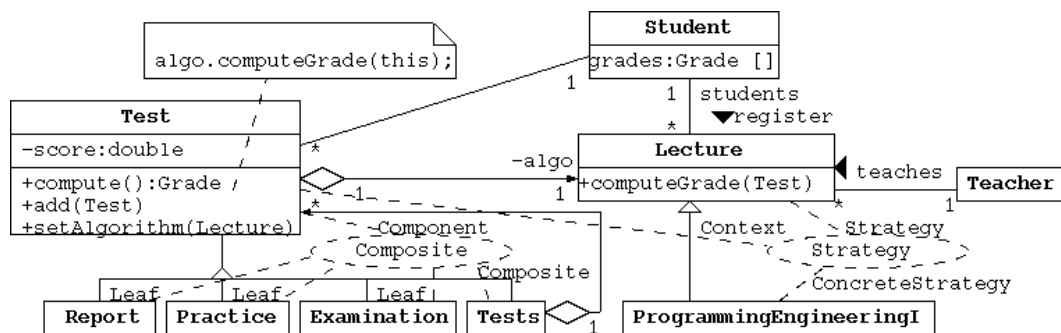 Student
grades:Grade []
algo.computeGrade(this);
1
1
students
register
*
Test
-score:double
+compute():Grade
+add(Test)
+setAlgorithm(Lecture)
*
-algo
1
1
*
Lecture
+computeGrade(Test)
teaches
*
1
Teacher
Component
Composite
Composite
Context
Strategy
Strategy
ConcreteStrategy
Leaf
Leaf
Leaf
Report
Practice
Examination
Tests
1
ProgrammingEngineeringI